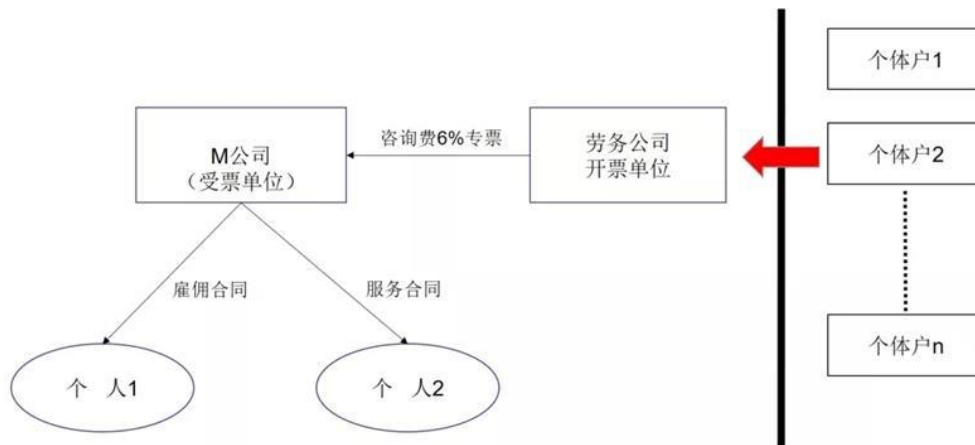 个体户1
M公司
（受票单位）
咨询费6%专票
劳务公司
开票单位
个体户2
雇佣合同
服务合同
个体户n
个 人1
个 人2